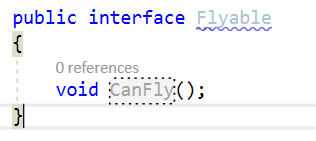 public interface Flyable
{
0 references
void CanFly();
}